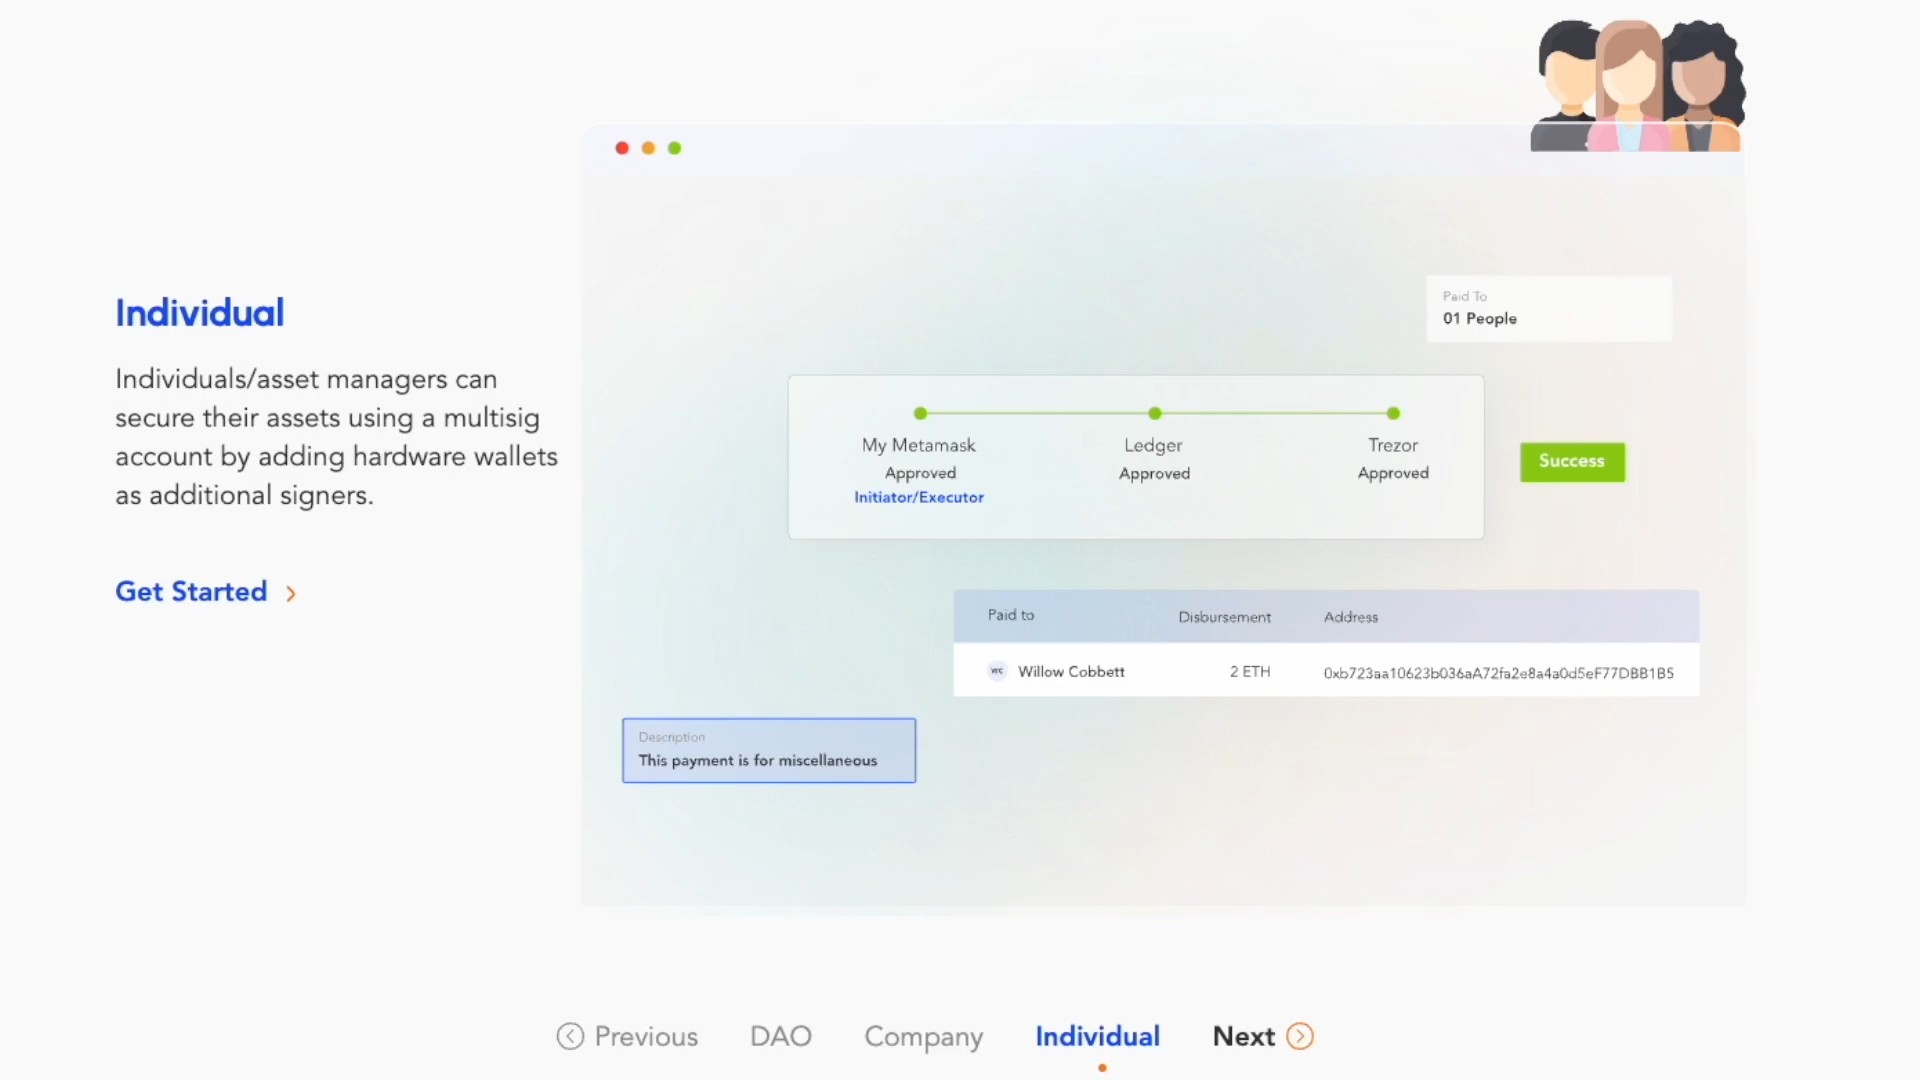 Individual
Individuals/asset managers can
secure their assets using a multisig
account by adding hardware wallets
as additional signers.
Get Started
Paid To
01 People
My Metamask
Approved
Initiator/Executor
Ledger
Approved
Trezor
Approved
Success
Paid to Disbursement Address
WC Willow Cobbett 2 ETH 0xb723aa10623b036aA72fa2e8a4a0d5eF77DBB1B5
Description
This payment is for miscellaneous
Previous DAO Company Individual Next